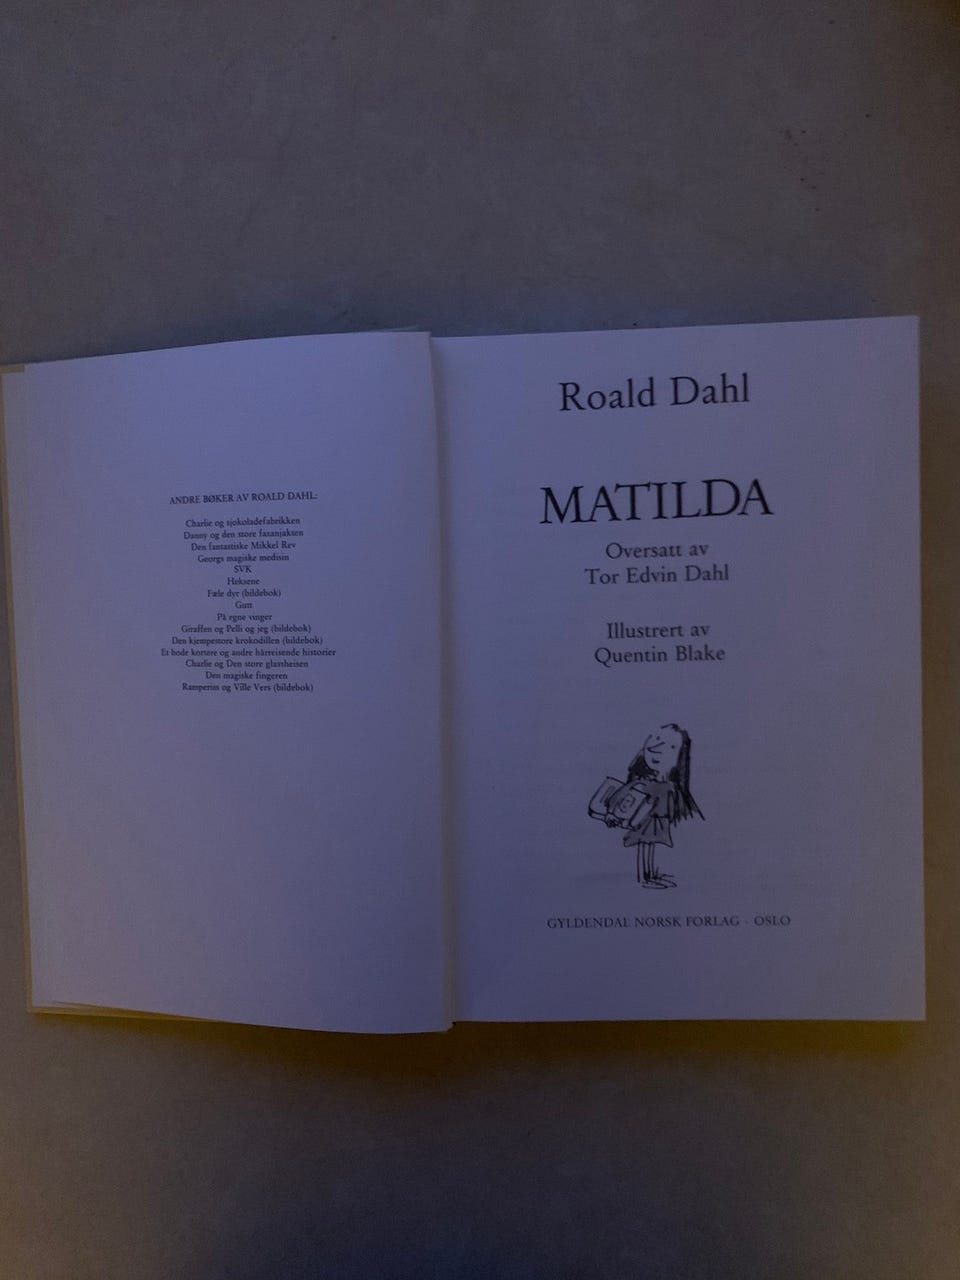 ANDRE BØKER AV ROALD DAHL:
Charlie og sjokoladefabrikken
Danny og den store fasanjakten
Den fantastiske Mikkel Rev
Georgs magiske medisin
SVK
Heksene
Fæle dyr (bildebok)
Gutt
På egne vinger
Giraffen og Pelli og jeg (bildebok)
Den kjempestore krokodillen (bildebok)
Et hode kortere og andre hårreisende historier
Charlie og Den store glassheisen
Den magiske fingeren
Ramperim og Ville Vers (bildebok)
Roald Dahl
MATILDA
Oversatt av
Tor Edvin Dahl
Illustrert av
Quentin Blake
GYLDENDAL NORSK FORLAG · OSLO